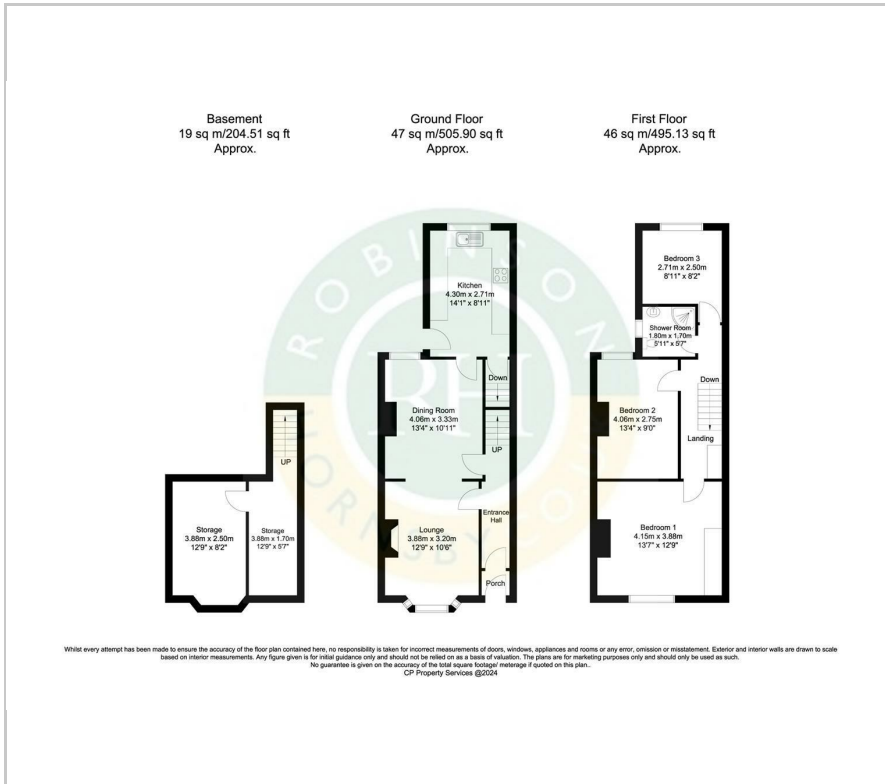 Basement
19 sq m/204.51 sq ft
Approx.
Ground Floor
47 sq m/505.90 sq ft
Approx.
First Floor
46 sq m/495.13 sq ft
Approx.
Storage
3.88m x 2.50m
12'9" x 8'2"
UP
Storage
3.88m x 1.70m
12'9" x 5'7"
Kitchen
4.30m x 2.71m
14'1" x 8'11"
Down
Dining Room
4.06m x 3.33m
13'4" x 10'11"
UP
Entrance
Hall
Lounge
3.88m x 3.20m
12'9" x 10'6"
Porch
Bedroom 3
2.71m x 2.50m
8'11" x 8'2"
Shower Room
1.80m x 1.70m
5'11" x 5'7"
Down
Bedroom 2
4.06m x 2.75m
13'4" x 9'0"
Landing
Bedroom 1
4.15m x 3.88m
13'7" x 12'9"
ROBINSON
RH
HORNSBY LOWE
Whilst every attempt has been made to ensure the accuracy of the floor plan contained here, no responsibility is taken for incorrect measurements of doors, windows, appliances and rooms or any error, omission or misstatement. Exterior and interior walls are drawn to scale
based on interior measurements. Any figure given is for initial guidance only and should not be relied on as a basis of valuation. The plans are for marketing purposes only and should only be used as such.
No guarantee is given on the accuracy of the total square footage/ meterage if quoted on this plan..
CP Property Services @2024